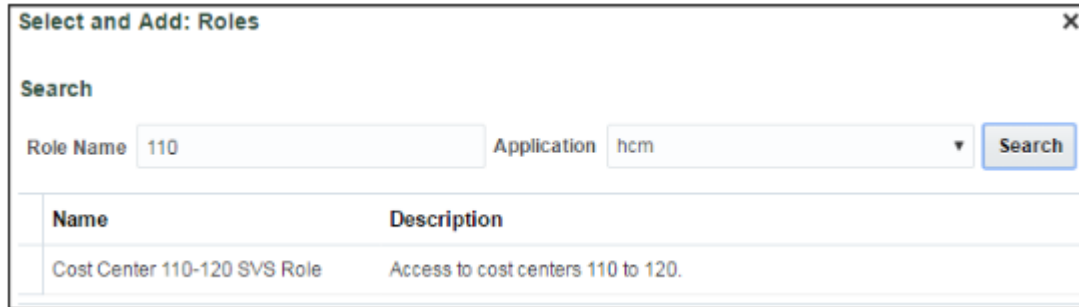 Select and Add: Roles ×
Search
Role Name 110 Application hcm ▼ Search
Name Description
Cost Center 110-120 SVS Role Access to cost centers 110 to 120.